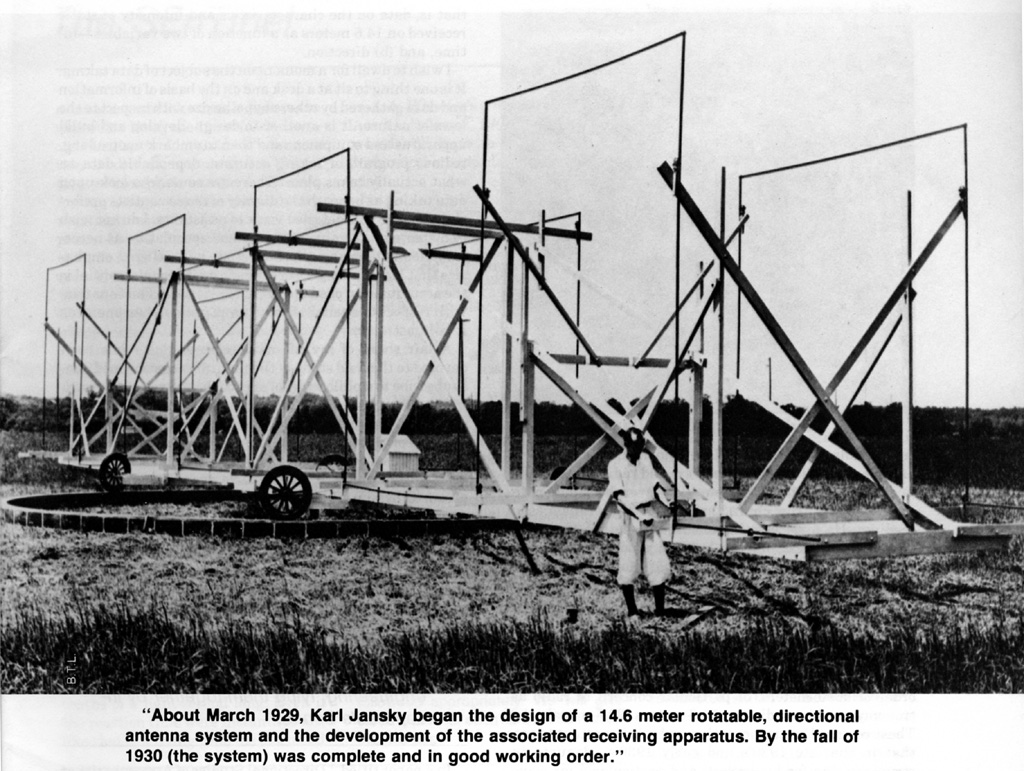 B.T.L.
“About March 1929, Karl Jansky began the design of a 14.6 meter rotatable, directional
antenna system and the development of the associated receiving apparatus. By the fall of
1930 (the system) was complete and in good working order.”